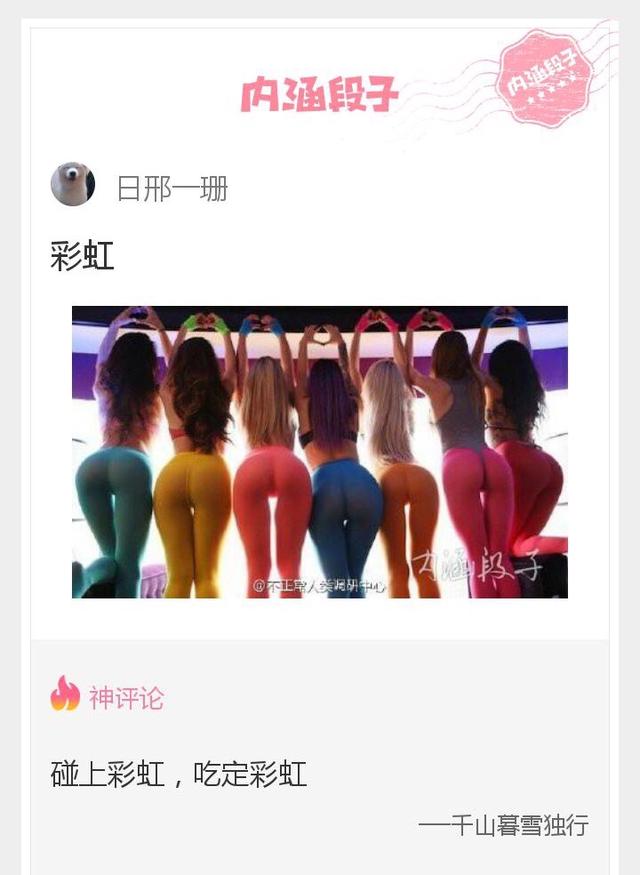 内涵段子
内涵段子
日邢一珊
彩虹
内涵段子
@不正常人类调研中心
神评论
碰上彩虹，吃定彩虹
──千山暮雪独行